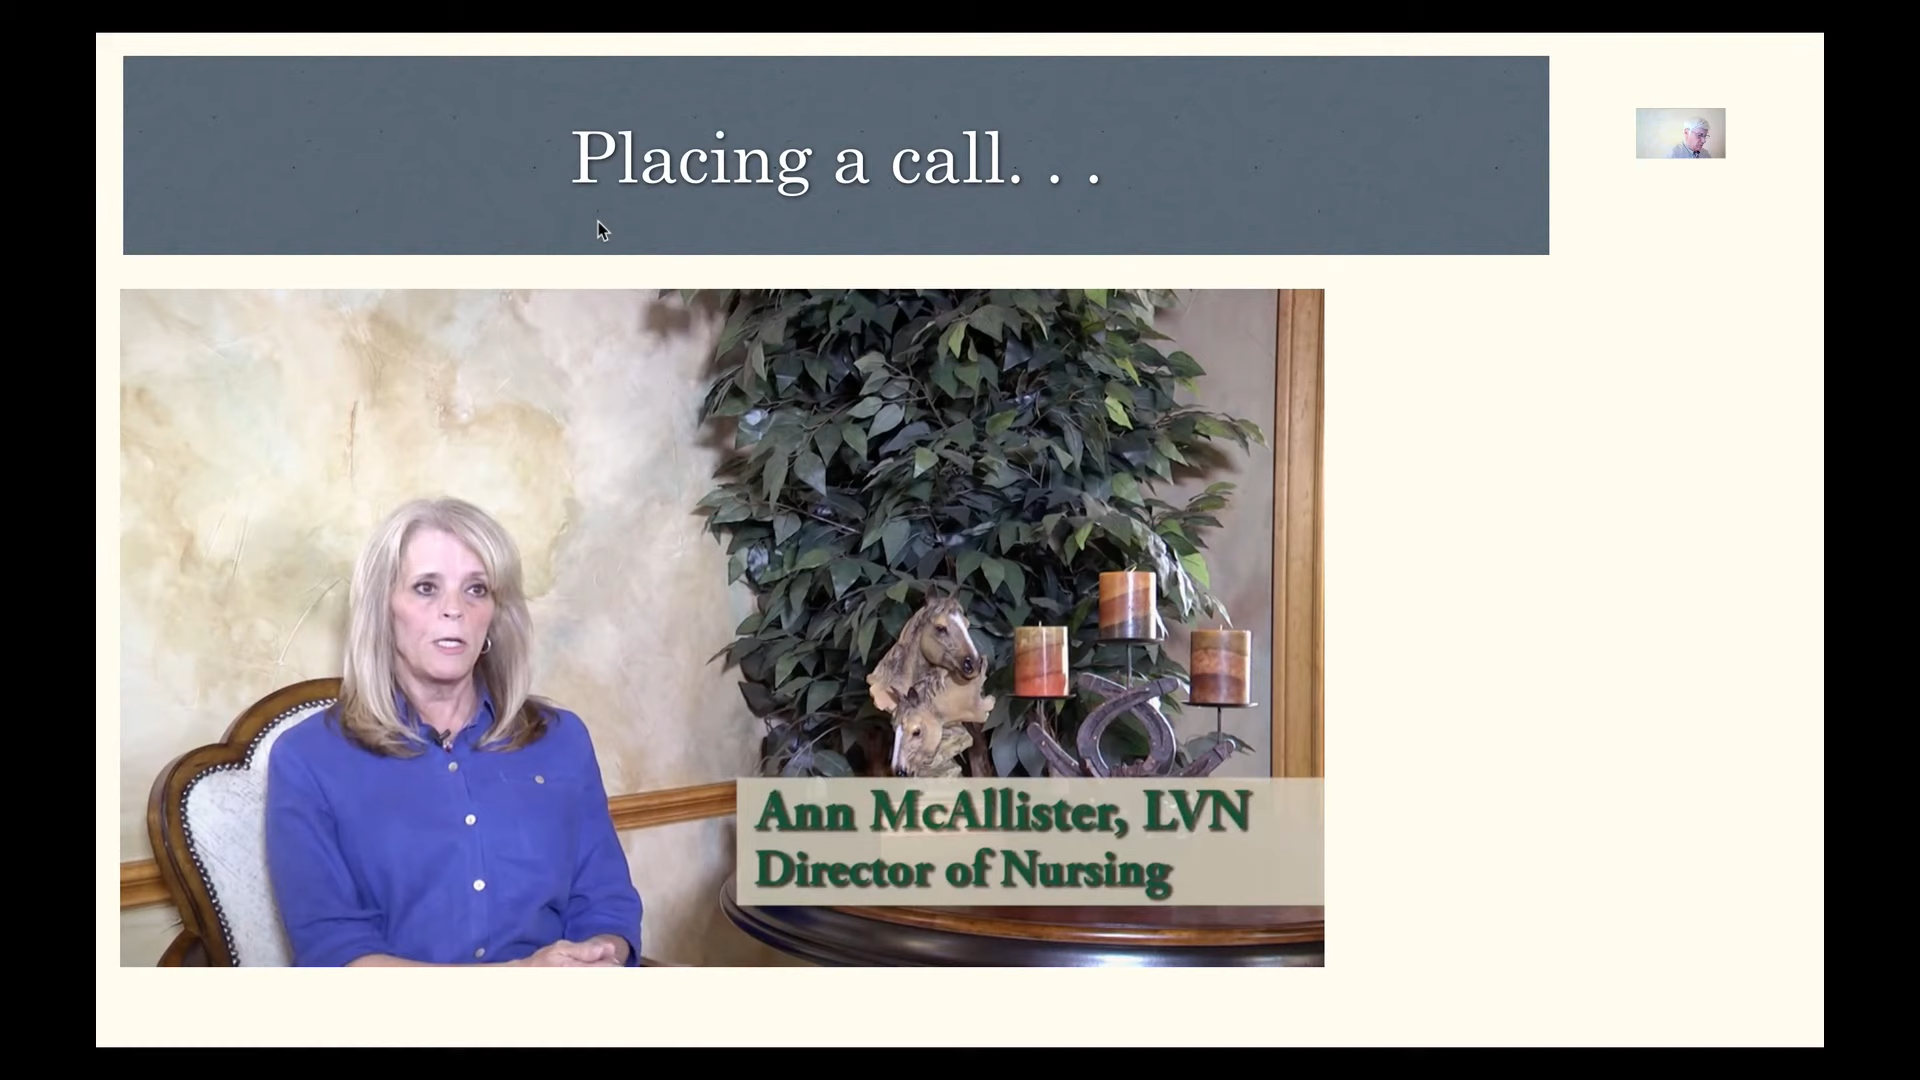 Placing a call. . .
Ann McAllister, LVN
Director of Nursing